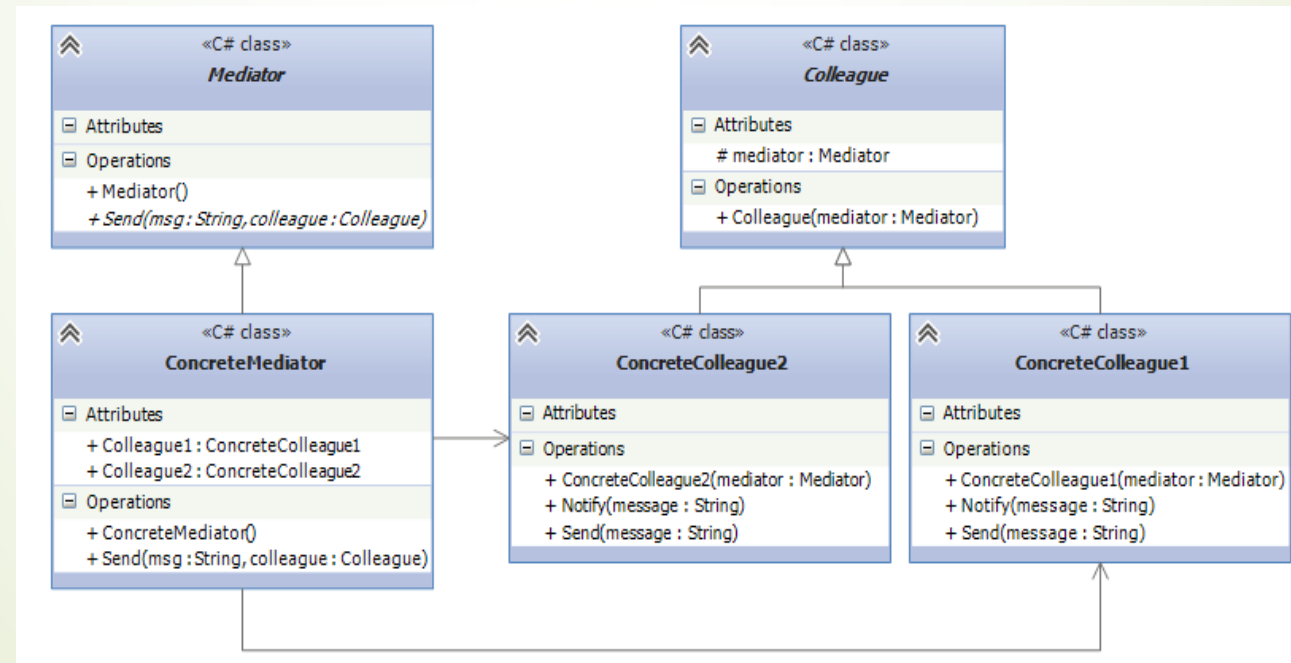 «C# class»
Mediator
Attributes
Operations
+ Mediator()
+ Send(msg : String, colleague : Colleague)
«C# class»
Colleague
Attributes
# mediator : Mediator
Operations
+ Colleague(mediator : Mediator)
«C# class»
ConcreteMediator
Attributes
+ Colleague1 : ConcreteColleague1
+ Colleague2 : ConcreteColleague2
Operations
+ ConcreteMediator()
+ Send(msg : String, colleague : Colleague)
«C# class»
ConcreteColleague2
Attributes
Operations
+ ConcreteColleague2(mediator : Mediator)
+ Notify(message : String)
+ Send(message : String)
«C# class»
ConcreteColleague1
Attributes
Operations
+ ConcreteColleague1(mediator : Mediator)
+ Notify(message : String)
+ Send(message : String)